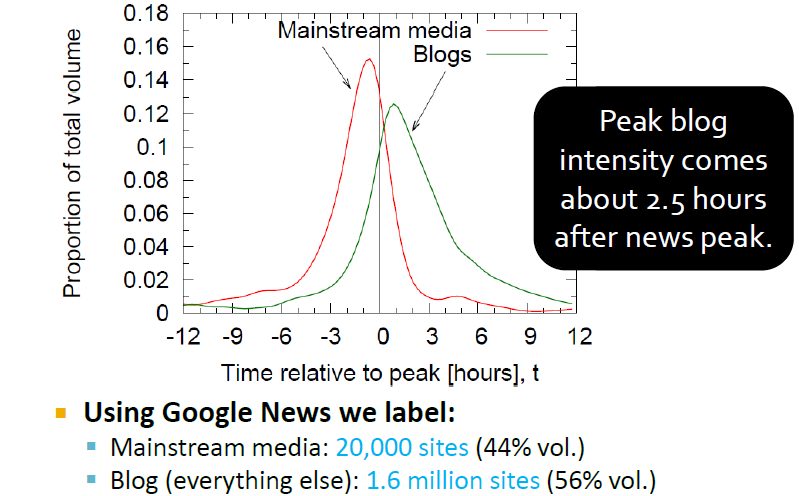 0.18
0.16
0.14
0.12
0.1
0.08
0.06
0.04
0.02
0
Proportion of total volume
Mainstream media
Blogs
-12 -9 -6 -3 0 3 6 9 12
Time relative to peak [hours], t
Peak blog
intensity comes
about 2.5 hours
after news peak.
Using Google News we label:
Mainstream media: 20,000 sites (44% vol.)
Blog (everything else): 1.6 million sites (56% vol.)